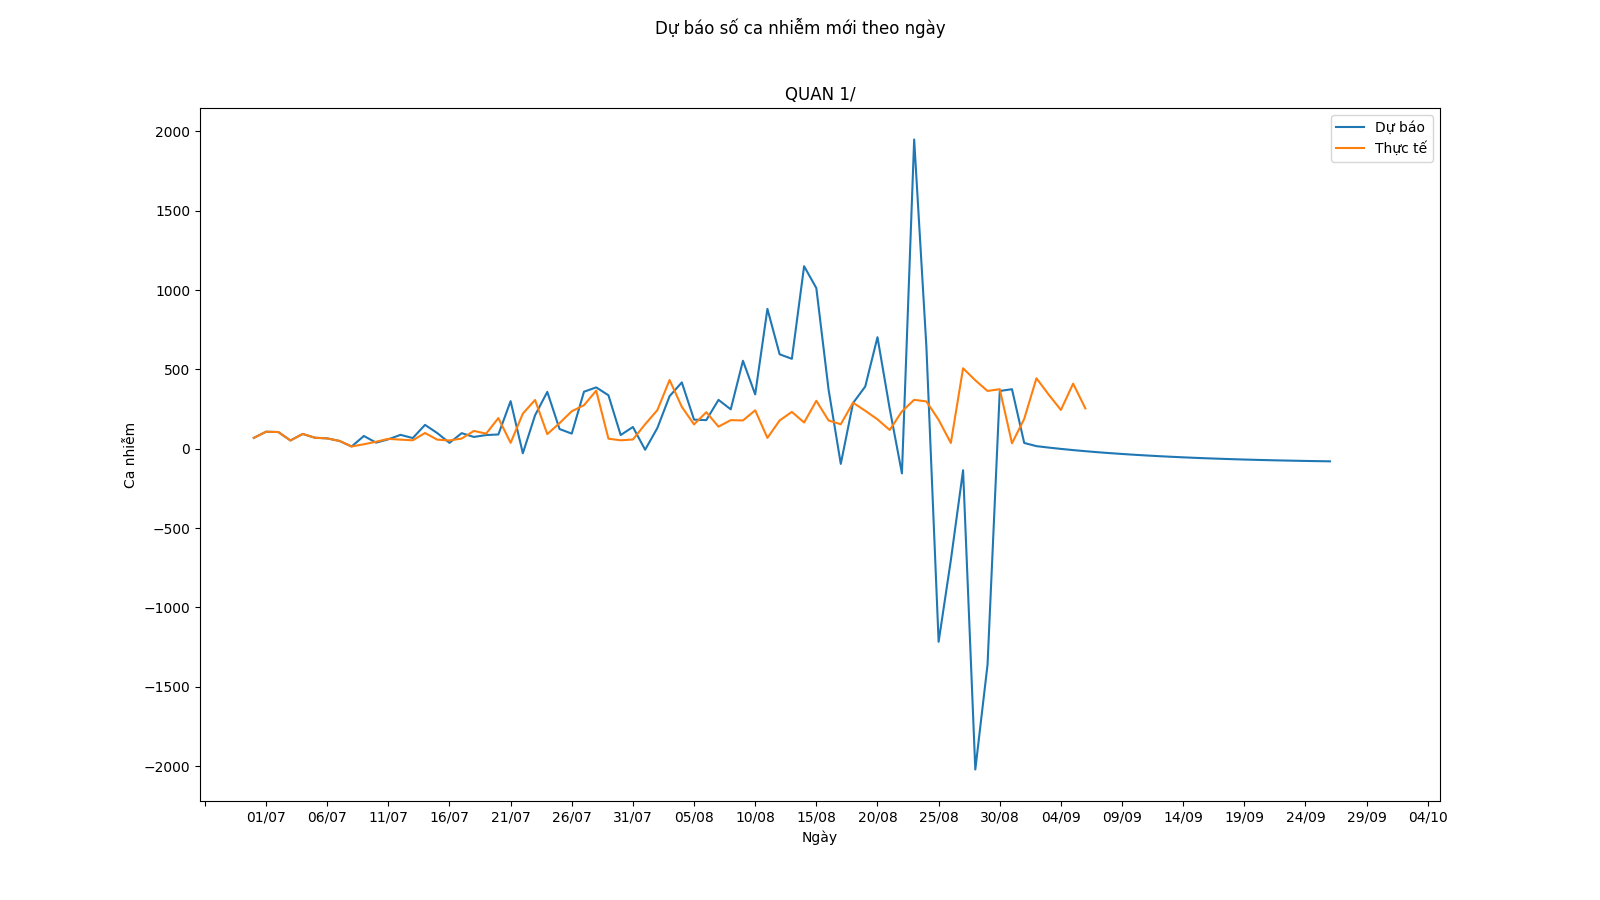 Dự báo số ca nhiễm mới theo ngày
QUAN 1/
Dự báo
Thực tế
2000
1500
1000
500
0
−500
−1000
−1500
−2000
Ca nhiễm
01/07 06/07 11/07 16/07 21/07 26/07 31/07 05/08 10/08 15/08 20/08 25/08 30/08 04/09 09/09 14/09 19/09 24/09 29/09 04/10
Ngày